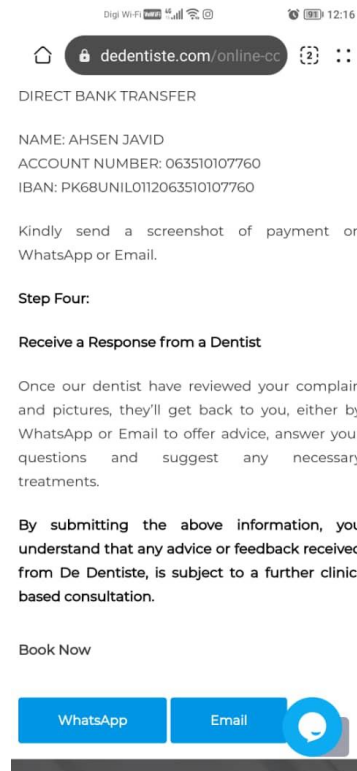 Digi Wi-Fi
91 12:16
dedentiste.com/online-cc 2
DIRECT BANK TRANSFER
NAME: AHSEN JAVID
ACCOUNT NUMBER: 063510107760
IBAN: PK68UNIL0112063510107760
Kindly send a screenshot of payment or
WhatsApp or Email.
Step Four:
Receive a Response from a Dentist
Once our dentist have reviewed your complain
and pictures, they'll get back to you, either by
WhatsApp or Email to offer advice, answer you
questions and suggest any necessary
treatments.
By submitting the above information, you
understand that any advice or feedback received
from De Dentiste, is subject to a further clinic
based consultation.
Book Now
WhatsApp Email